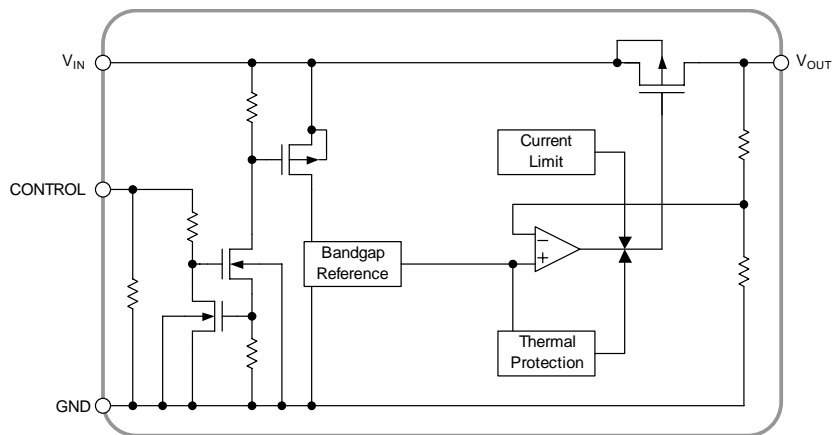 V_IN
V_OUT
Current
Limit
CONTROL
Bandgap
Reference
−
+
Thermal
Protection
GND